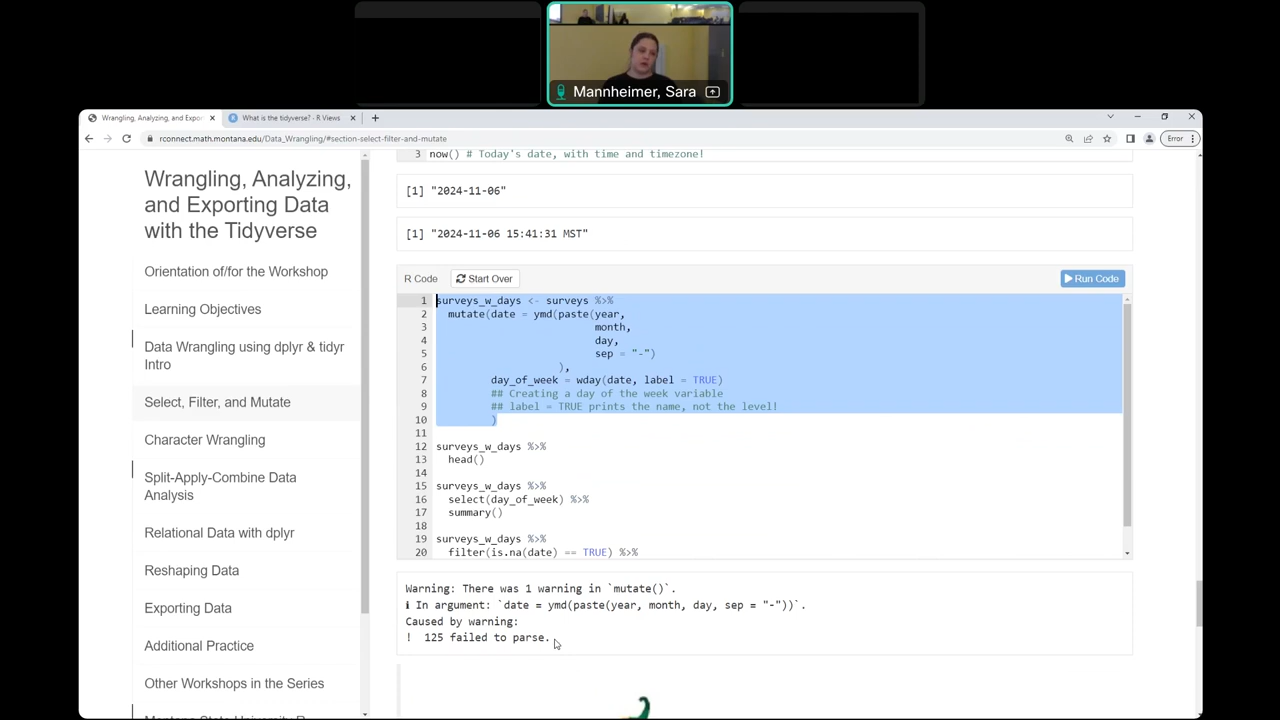 Mannheimer, Sara
Wrangling, Analyzing, and Expor
What is the tidyverse? · R Views
rconnect.math.montana.edu/Data_Wrangling/#section-select-filter-and-mutate
Error
Wrangling, Analyzing,
and Exporting Data
with the Tidyverse
Orientation of/for the Workshop
Learning Objectives
Data Wrangling using dplyr & tidyr
Intro
Select, Filter, and Mutate
Character Wrangling
Split-Apply-Combine Data
Analysis
Relational Data with dplyr
Reshaping Data
Exporting Data
Additional Practice
Other Workshops in the Series
Montana State University R
3 now() # Today's date, with time and timezone!
[1] "2024-11-06"
[1] "2024-11-06 15:41:31 MST"
R Code
Start Over
Run Code
1 surveys_w_days <- surveys %>%
2 mutate(date = ymd(paste(year,
3 month,
4 day,
5 sep = "-")
6 ),
7 day_of_week = wday(date, label = TRUE)
8 ## Creating a day of the week variable
9 ## label = TRUE prints the name, not the level!
10 )
11
12 surveys_w_days %>%
13 head()
14
15 surveys_w_days %>%
16 select(day_of_week) %>%
17 summary()
18
19 surveys_w_days %>%
20 filter(is.na(date) == TRUE) %>%
Warning: There was 1 warning in `mutate()`.
ℹ In argument: `date = ymd(paste(year, month, day, sep = "-"))`.
Caused by warning:
! 125 failed to parse.